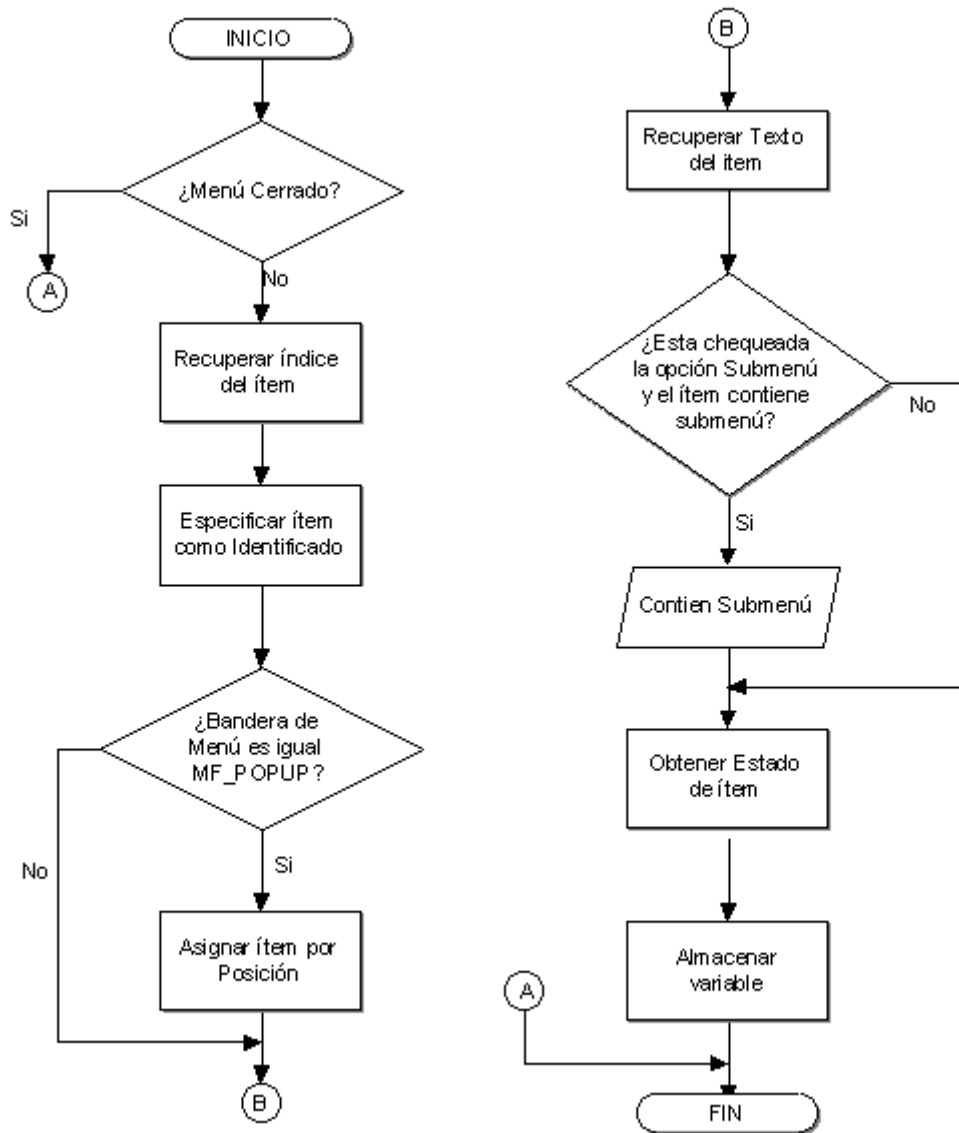 INICIO
¿Menú Cerrado?
Si
A
No
Recuperar índice
del ítem
Especificar ítem
como Identificado
¿Bandera de
Menú es igual
MF_POPUP?
No
Si
Asignar ítem por
Posición
B
B
Recuperar Texto
del item
¿Esta chequeada
la opción Submenú
y el ítem contiene
submenú?
No
Si
Contien Submenú
Obtener Estado
de ítem
Almacenar
variable
A
FIN